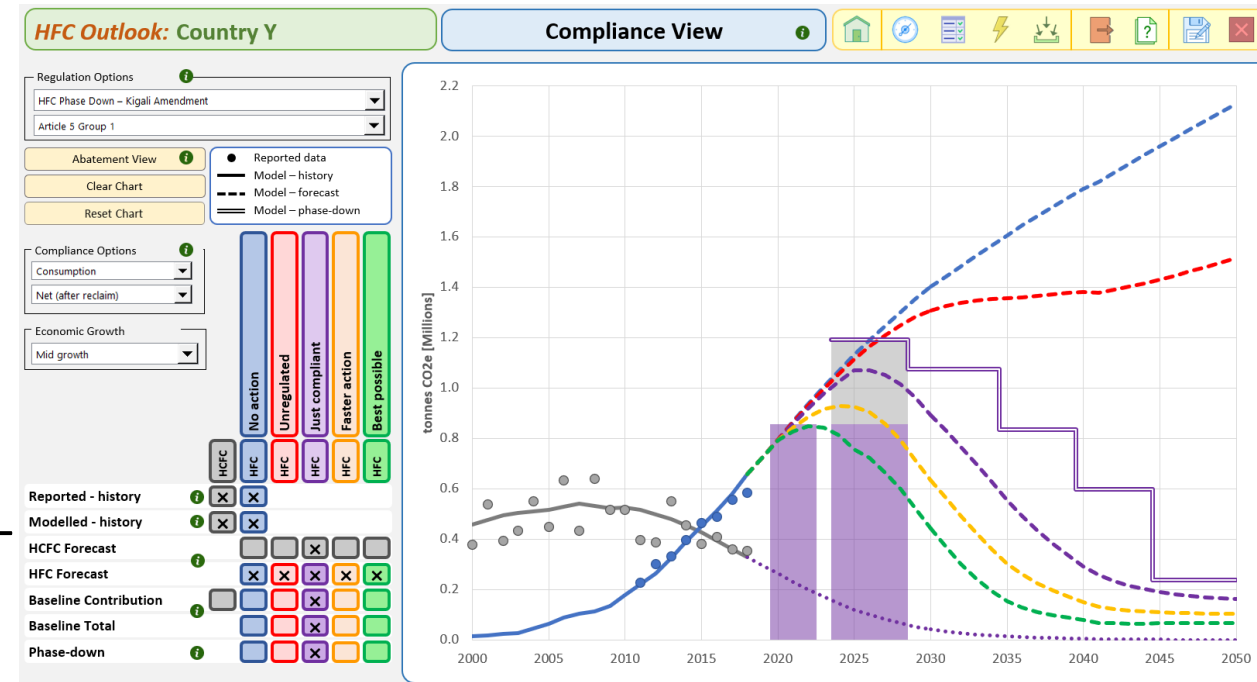 HFC Outlook: Country Y
Compliance View
Regulation Options
HFC Phase Down – Kigali Amendment
Article 5 Group 1
Abatement View
Clear Chart
Reset Chart
Reported data
Model – history
Model – forecast
Model – phase-down
Compliance Options
Consumption
Net (after reclaim)
Economic Growth
Mid growth
No action
Unregulated
Just compliant
Faster action
Best possible
HCFC
HFC
HFC
HFC
HFC
HFC
Reported - history
Modelled - history
HCFC Forecast
HFC Forecast
Baseline Contribution
Baseline Total
Phase-down
tonnes CO2e [Millions]
2.2
2.0
1.8
1.6
1.4
1.2
1.0
0.8
0.6
0.4
0.2
0.0
2000 2005 2010 2015 2020 2025 2030 2035 2040 2045 2050